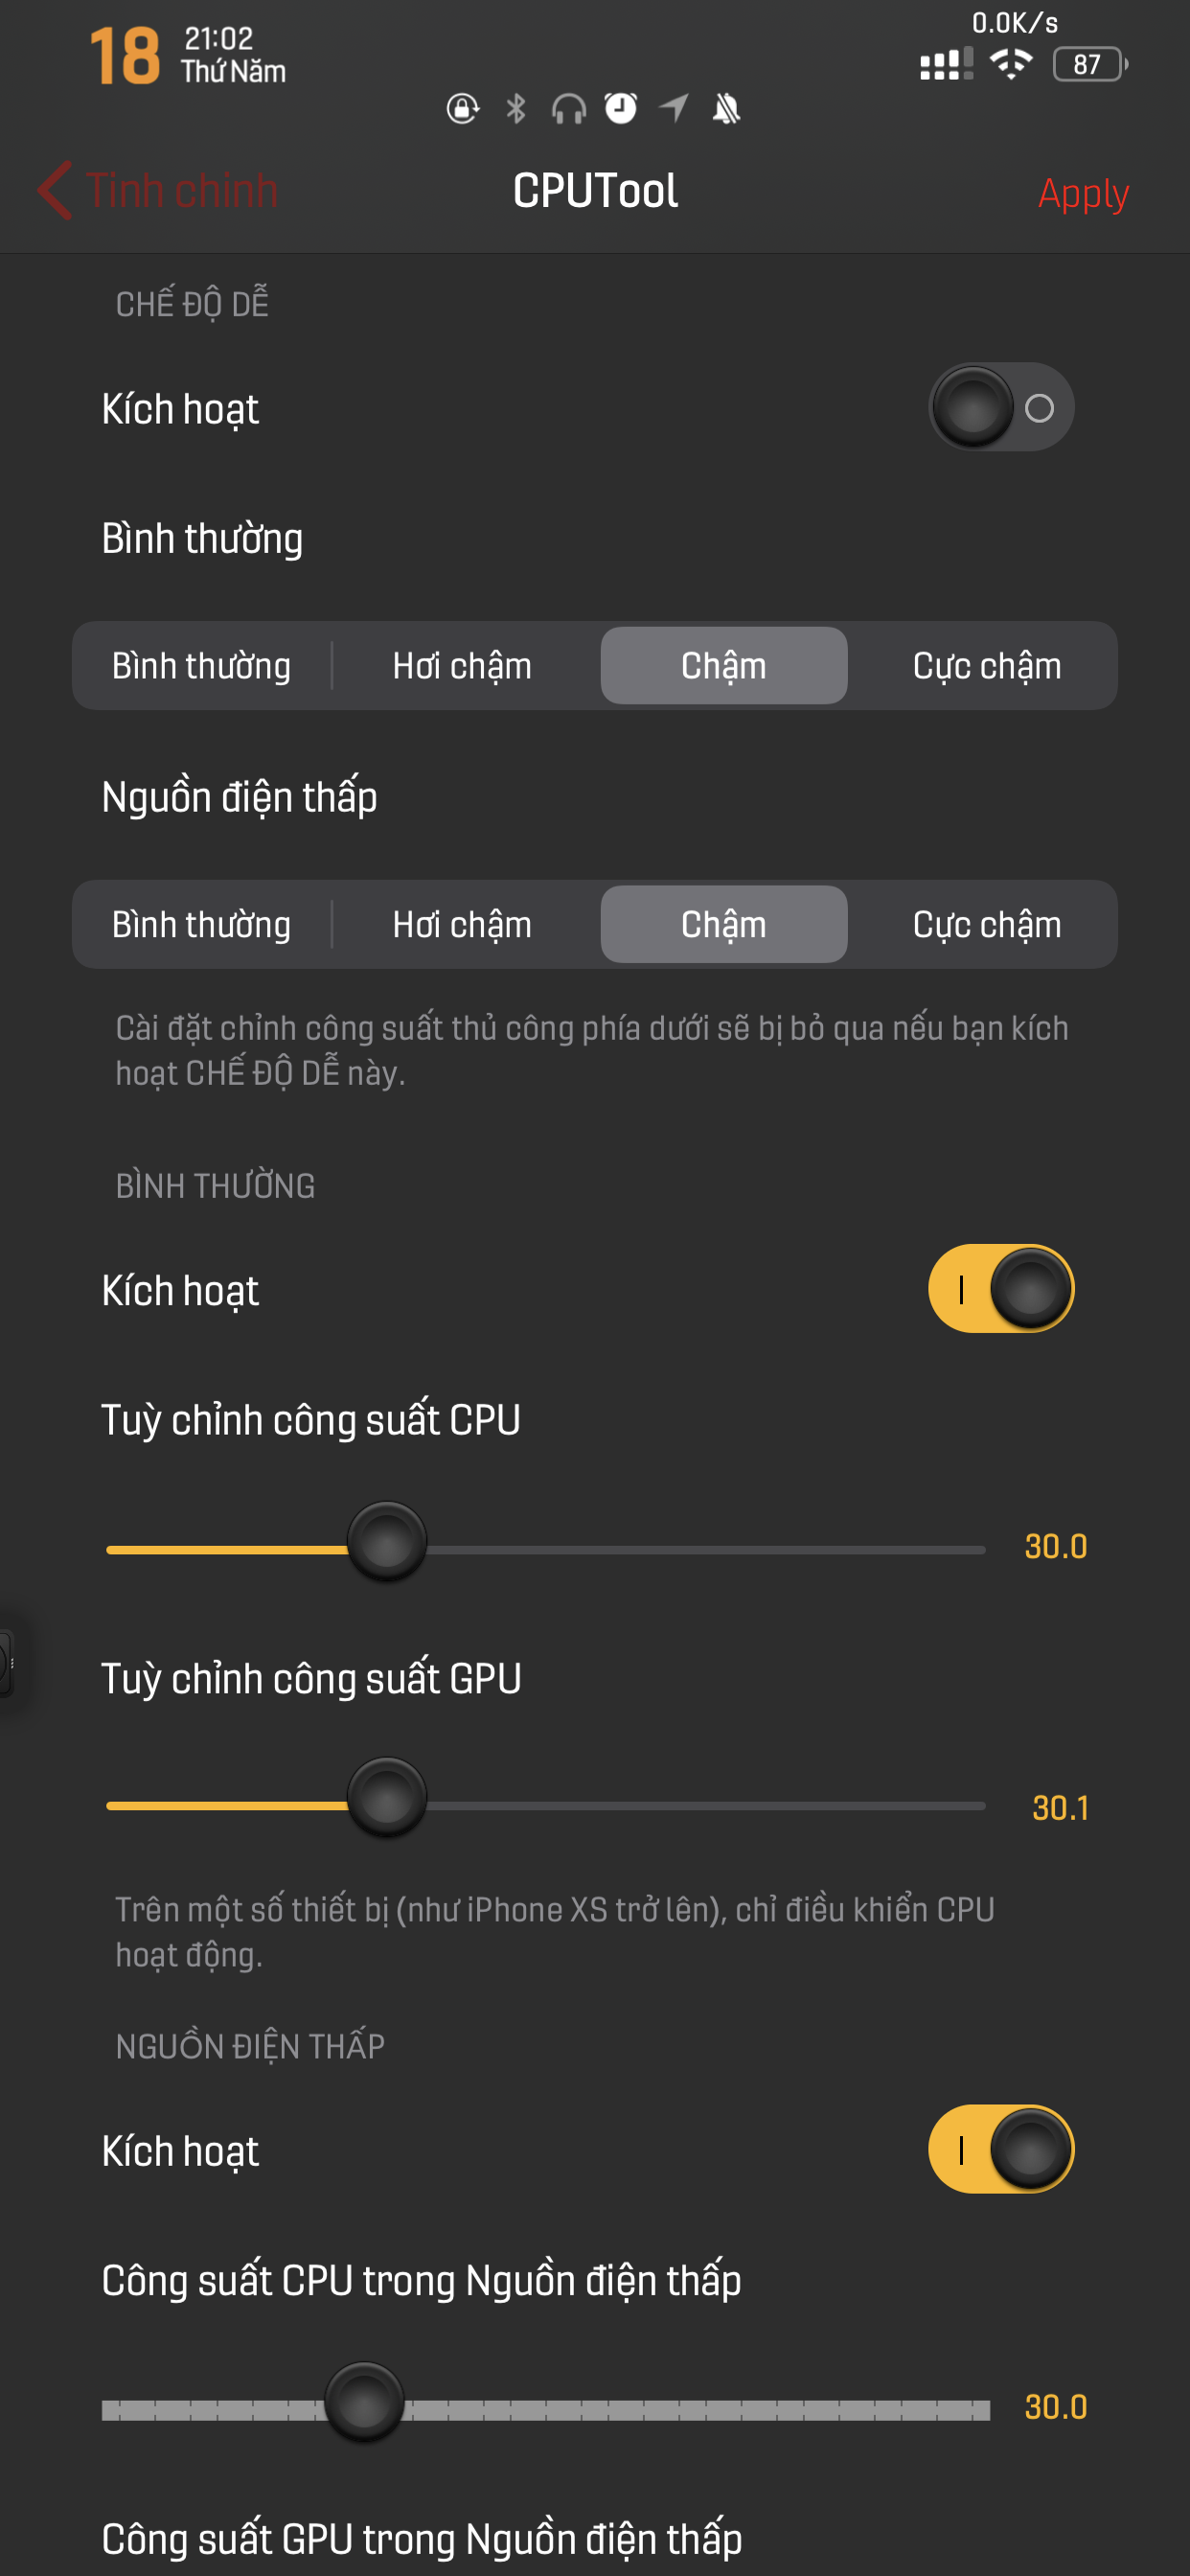 0.0K/s
18
21:02
Thứ Năm
87
Tinh chỉnh
CPUTool
Apply
CHẾ ĐỘ DỄ
Kích hoạt
Bình thường
Bình thường
Hơi chậm
Chậm
Cực chậm
Nguồn điện thấp
Bình thường
Hơi chậm
Chậm
Cực chậm
Cài đặt chỉnh công suất thủ công phía dưới sẽ bị bỏ qua nếu bạn kích
hoạt CHẾ ĐỘ DỄ này.
BÌNH THƯỜNG
Kích hoạt
Tuỳ chỉnh công suất CPU
30.0
Tuỳ chỉnh công suất GPU
30.1
Trên một số thiết bị (như iPhone XS trở lên), chỉ điều khiển CPU
hoạt động.
NGUỒN ĐIỆN THẤP
Kích hoạt
Công suất CPU trong Nguồn điện thấp
30.0
Công suất GPU trong Nguồn điện thấp